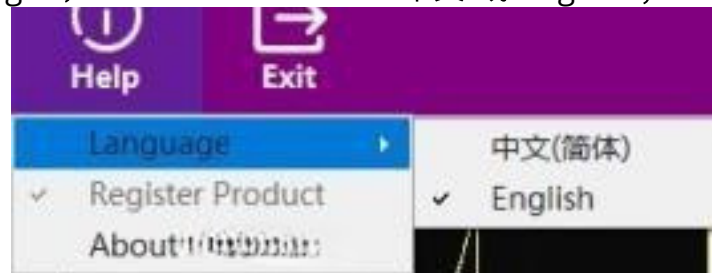 Help
Exit
Language
中文(简体)
Register Product
English
About